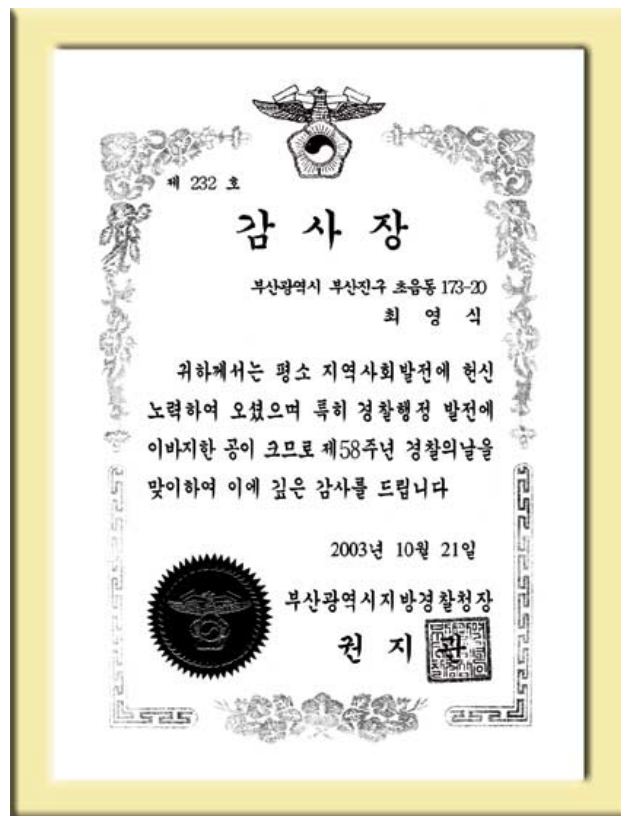 제 232 호
감 사 장
부산광역시 부산진구 초읍동 173-20
최 영 식
귀하께서는 평소 지역사회발전에 헌신
노력하여 오셨으며 특히 경찰행정 발전에
이바지한 공이 크므로 제58주년 경찰의날을
맞이하여 이에 깊은 감사를 드립니다
2003년 10월 21일
부산광역시지방경찰청장
권 지 관